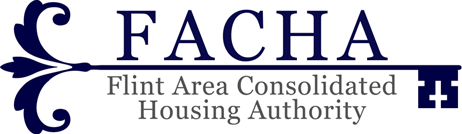 FACHA
Flint Area Consolidated
Housing Authority